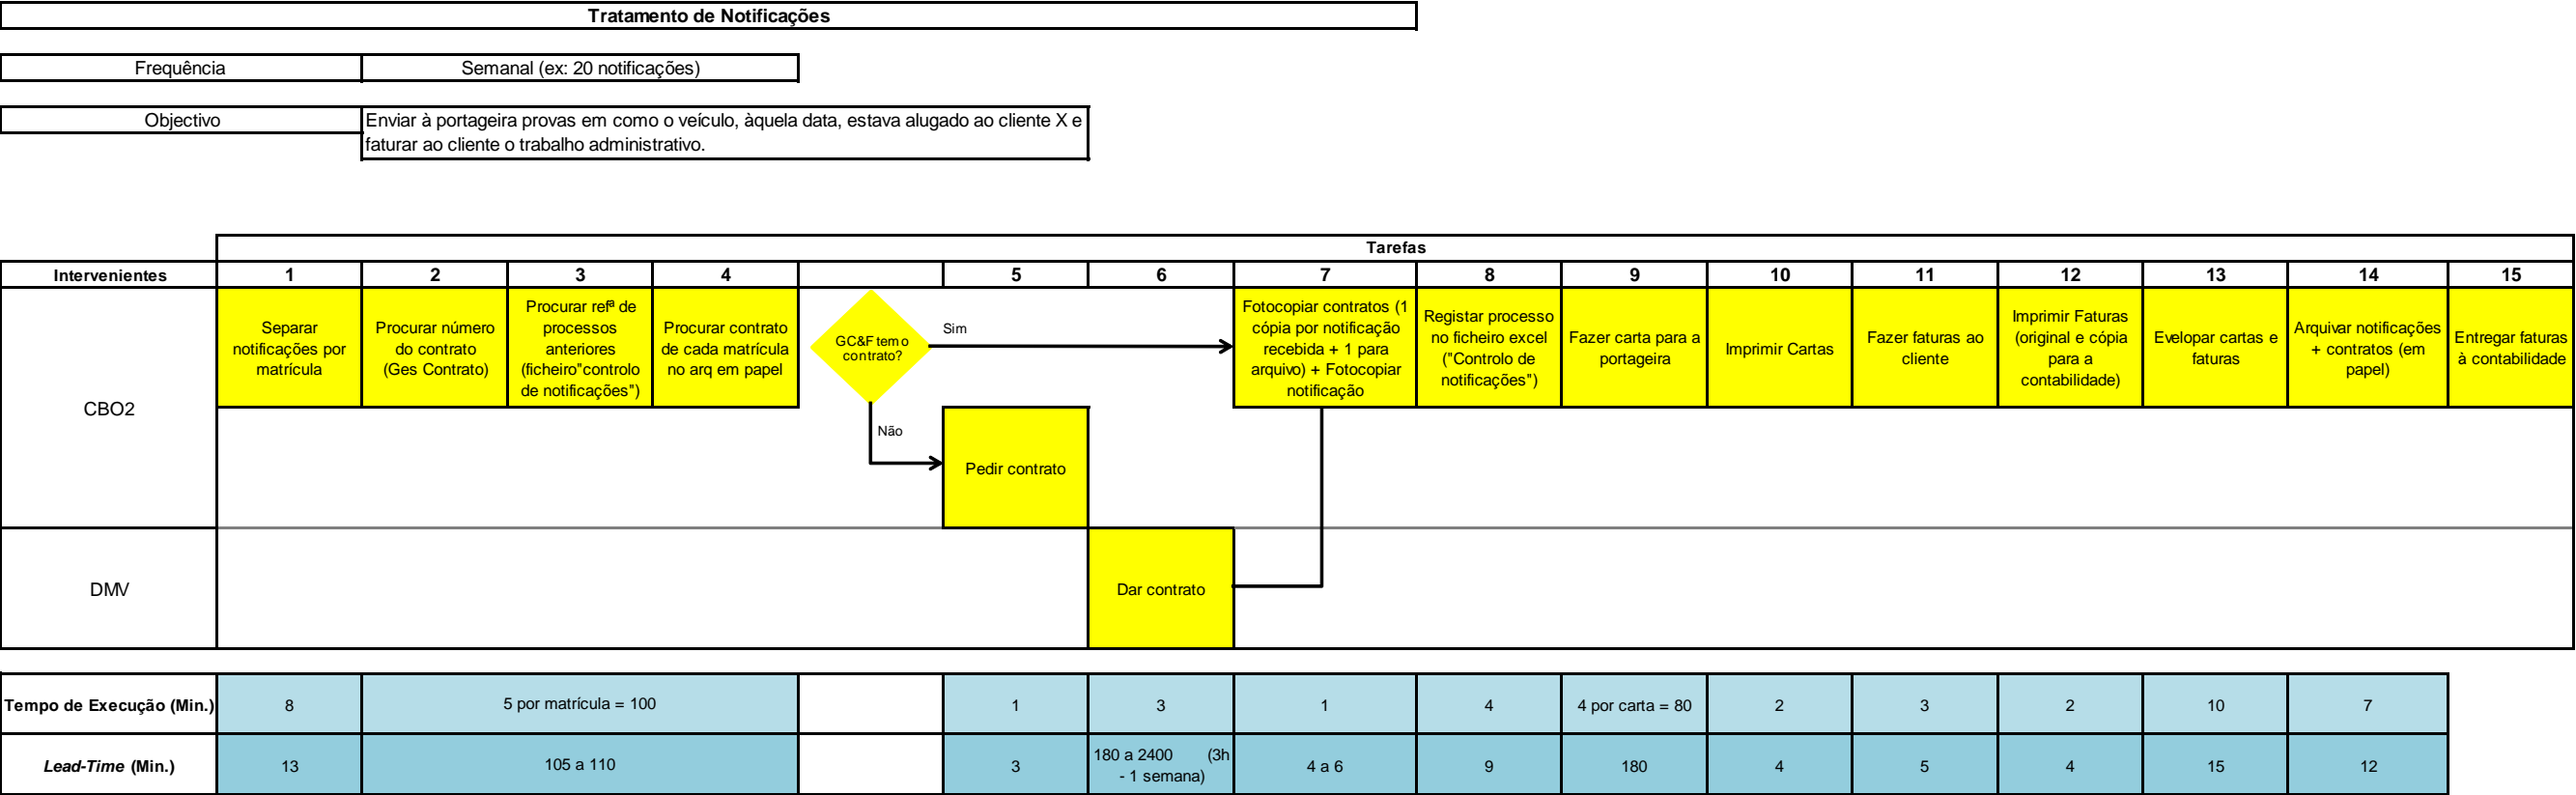 Tratamento de Notificações
Frequência
Semanal (ex: 20 notificações)
Objectivo
Enviar à portageira provas em como o veículo, àquela data, estava alugado ao cliente X e
faturar ao cliente o trabalho administrativo.
Tarefas
Intervenientes
1
2
3
4
5
6
7
8
9
10
11
12
13
14
15
CBO2
Separar
notificações por
matrícula
Procurar número
do contrato
(Ges Contrato)
Procurar refª de
processos
anteriores
(ficheiro"controlo
de notificações")
Procurar contrato
de cada matrícula
no arq em papel
GC&F tem o
contrato?
Sim
Não
Pedir contrato
Fotocopiar contratos (1
cópia por notificação
recebida + 1 para
arquivo) + Fotocopiar
notificação
Registar processo
no ficheiro excel
("Controlo de
notificações")
Fazer carta para a
portageira
Imprimir Cartas
Fazer faturas ao
cliente
Imprimir Faturas
(original e cópia
para a
contabilidade)
Evelopar cartas e
faturas
Arquivar notificações
+ contratos (em
papel)
Entregar faturas
à contabilidade
DMV
Dar contrato
Tempo de Execução (Min.)
8
5 por matrícula = 100
1
3
1
4
4 por carta = 80
2
3
2
10
7
Lead-Time (Min.)
13
105 a 110
3
180 a 2400 (3h
- 1 semana)
4 a 6
9
180
4
5
4
15
12